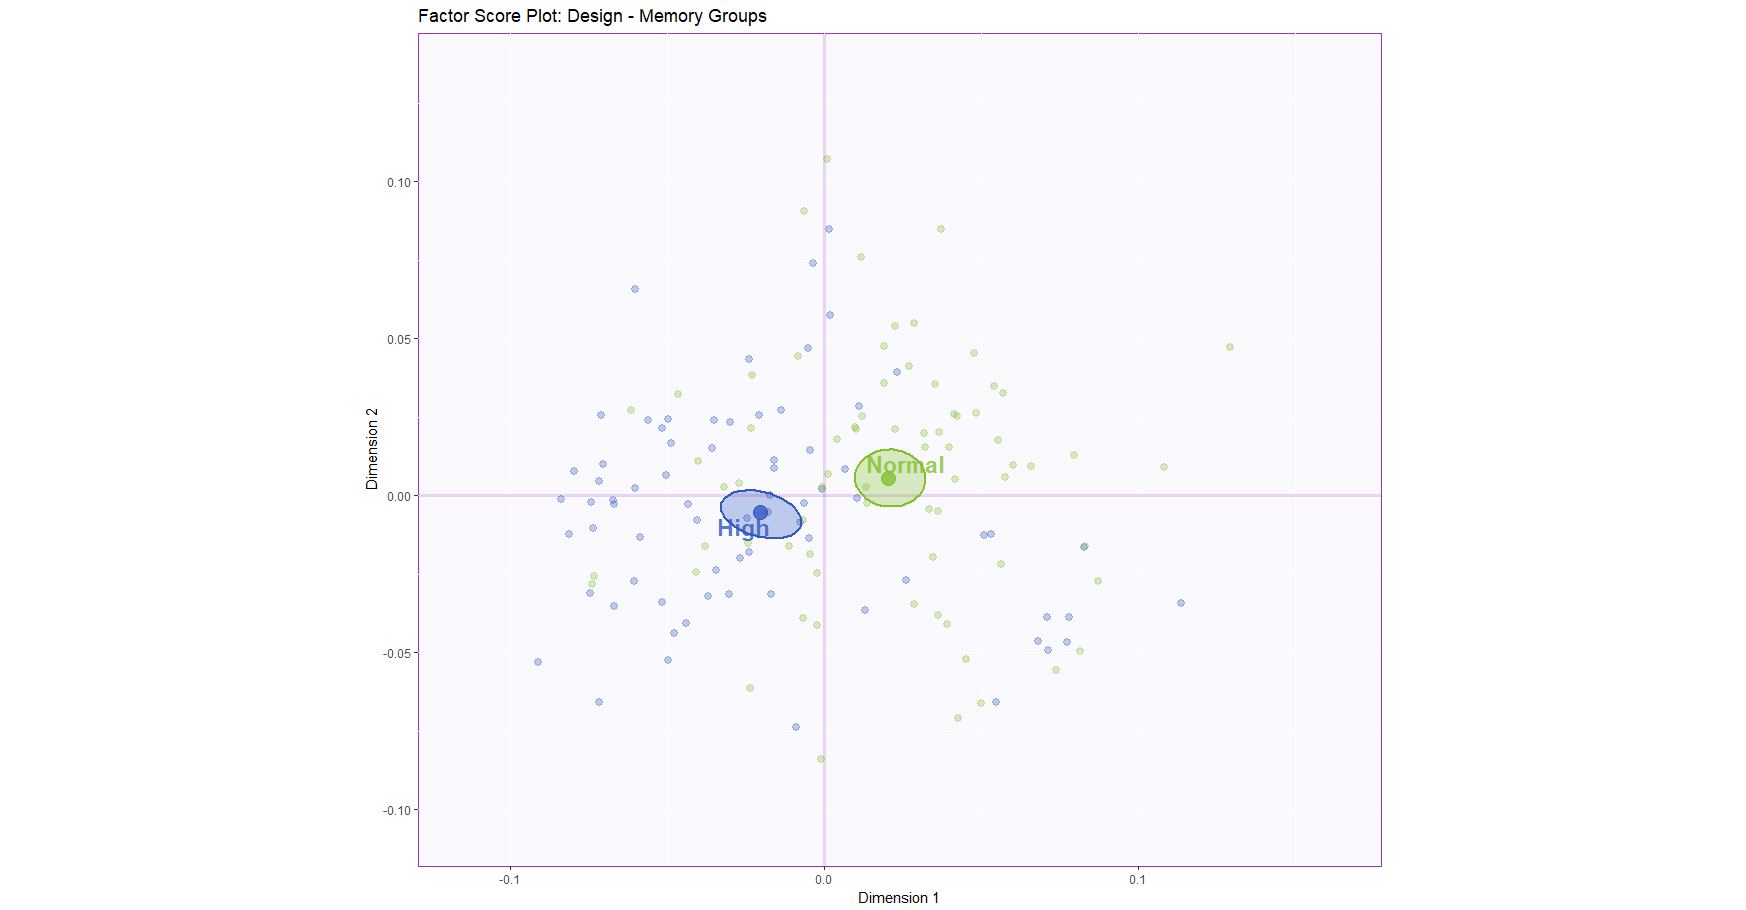 Factor Score Plot: Design - Memory Groups
0.10
0.05
0.00
-0.05
-0.10
Dimension 2
Normal
High
-0.1
0.0
0.1
Dimension 1